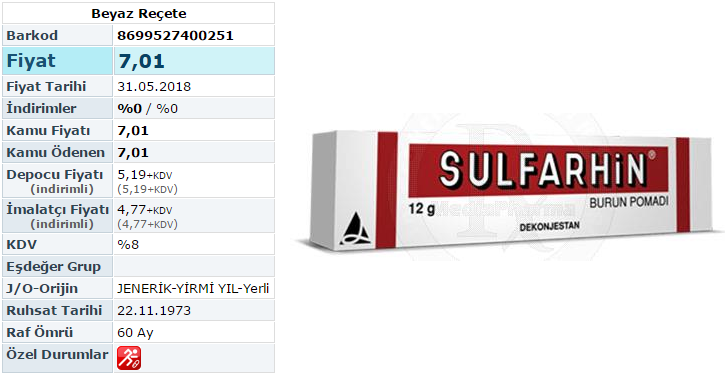 Beyaz Reçete
Barkod 8699527400251
Fiyat 7,01
Fiyat Tarihi 31.05.2018
İndirimler %0 / %0
Kamu Fiyatı 7,01
Kamu Ödenen 7,01
Depocu Fiyatı 5,19+KDV
(indirimli) (5,19+KDV)
İmalatçı Fiyatı 4,77+KDV
(indirimli) (4,77+KDV)
KDV %8
Eşdeğer Grup
J/O-Orijin JENERİK-YİRMİ YIL-Yerli
Ruhsat Tarihi 22.11.1973
Raf Ömrü 60 Ay
Özel Durumlar
SULFARHiN®
12 g
BURUN POMADI
DEKONJESTAN